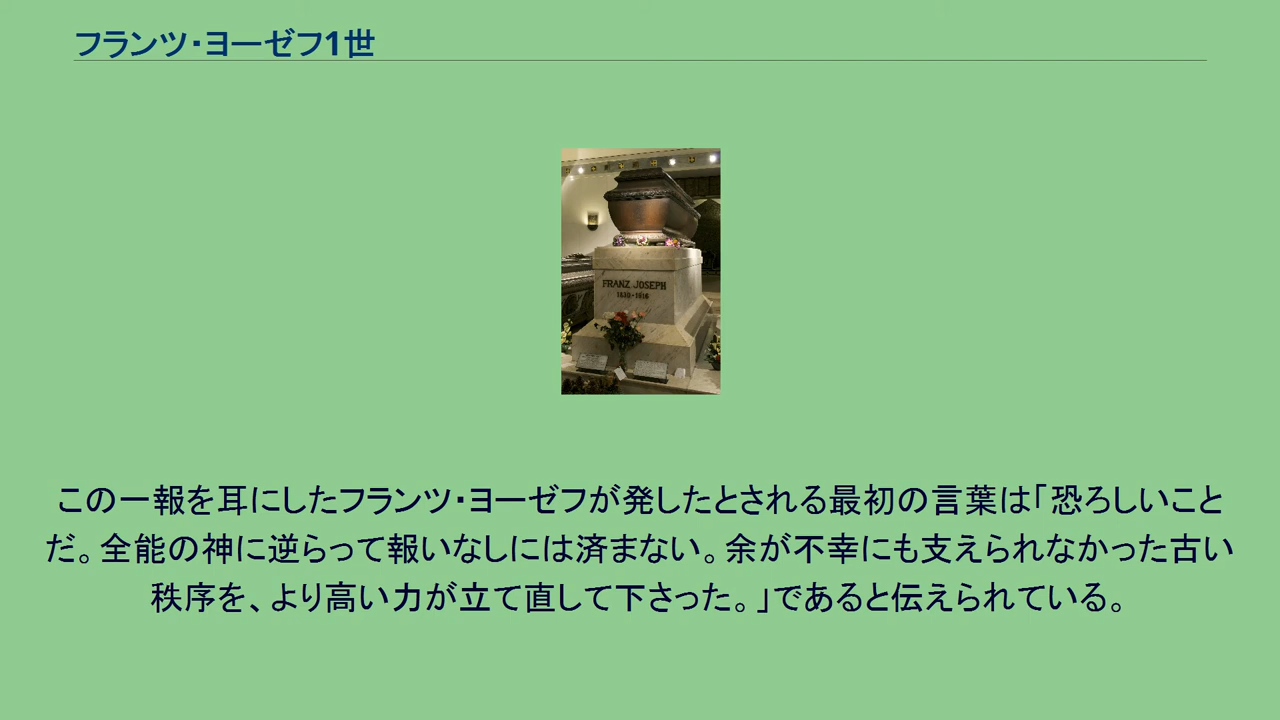 フランツ・ヨーゼフ1世
FRANZ JOSEPH
1830-1916
この一報を耳にしたフランツ・ヨーゼフが発したとされる最初の言葉は「恐ろしいこと
だ。全能の神に逆らって報いなしには済まない。余が不幸にも支えられなかった古い
秩序を、より高い力が立て直して下さった。」であると伝えられている。